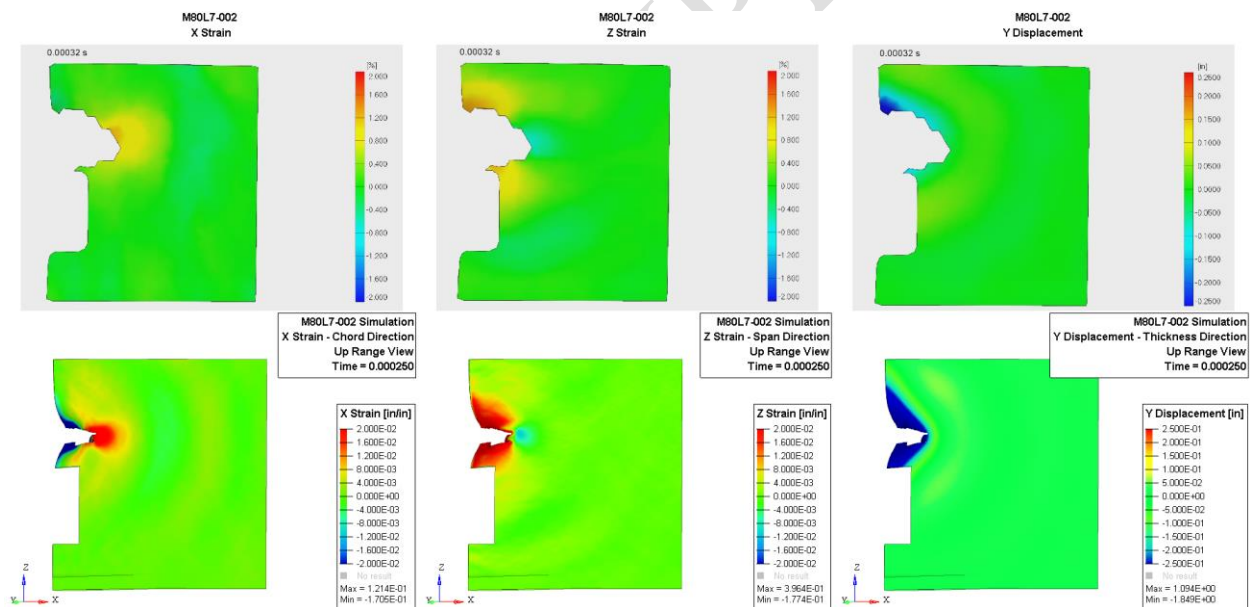 M80L7-002
X Strain
0.00032 s
[%]
2.000
1.600
1.200
0.800
0.400
0.000
-0.400
-0.800
-1.200
-1.600
-2.000
M80L7-002
Z Strain
0.00032 s
[%]
2.000
1.600
1.200
0.800
0.400
0.000
-0.400
-0.800
-1.200
-1.600
-2.000
M80L7-002
Y Displacement
0.00032 s
[in]
0.2500
0.2000
0.1500
0.1000
0.0500
0.0000
-0.0500
-0.1000
-0.1500
-0.2000
-0.2500
M80L7-002 Simulation
X Strain - Chord Direction
Up Range View
Time = 0.000250
X Strain [in/in]
2.000E-02
1.600E-02
1.200E-02
8.000E-03
4.000E-03
0.000E+00
-4.000E-03
-8.000E-03
-1.200E-02
-1.600E-02
-2.000E-02
No result
Max = 1.214E-01
Min = -1.705E-01
Z
Y
X
M80L7-002 Simulation
Z Strain - Span Direction
Up Range View
Time = 0.000250
Z Strain [in/in]
2.000E-02
1.600E-02
1.200E-02
8.000E-03
4.000E-03
0.000E+00
-4.000E-03
-8.000E-03
-1.200E-02
-1.600E-02
-2.000E-02
No result
Max = 3.964E-01
Min = -1.774E-01
Z
Y
X
M80L7-002 Simulation
Y Displacement - Thickness Direction
Up Range View
Time = 0.000250
Y Displacement [in]
2.500E-01
2.000E-01
1.500E-01
1.000E-01
5.000E-02
0.000E+00
-5.000E-02
-1.000E-01
-1.500E-01
-2.000E-01
-2.500E-01
No result
Max = 1.094E+00
Min = -1.849E+00
Z
Y
X